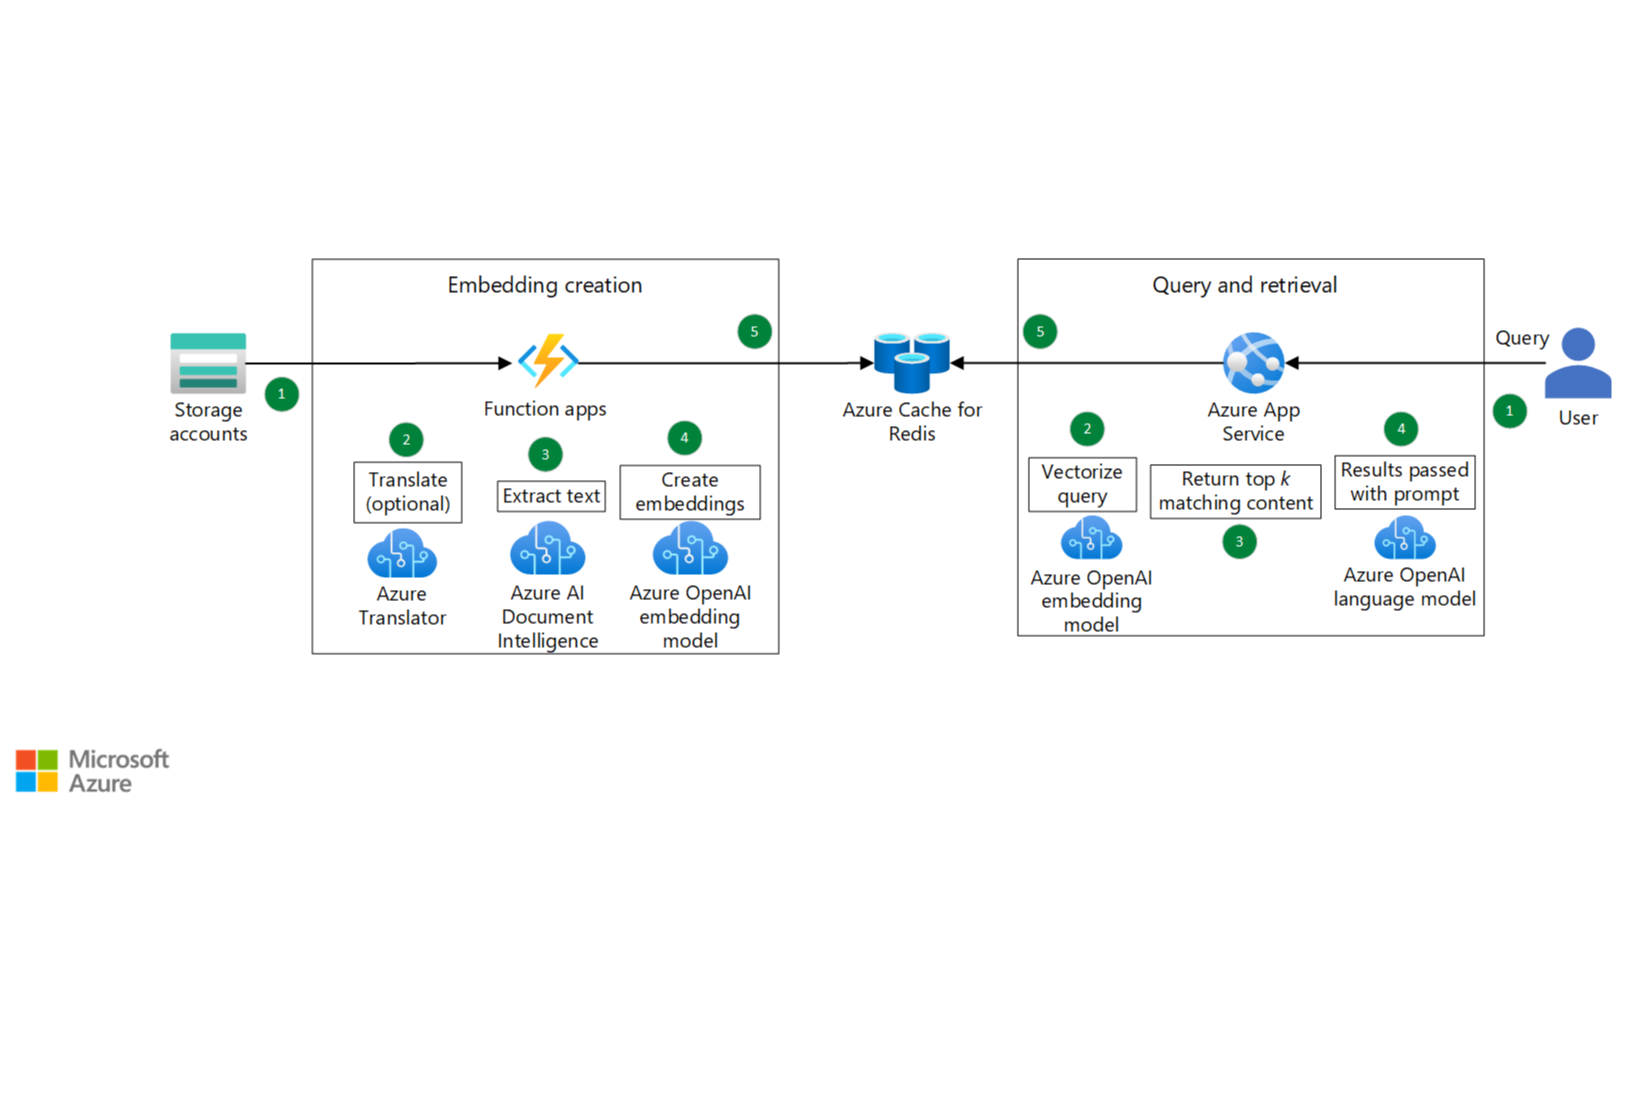 Embedding creation
5
1
Storage
accounts
Function apps
2
Translate
(optional)
Azure
Translator
3
Extract text
Azure AI
Document
Intelligence
4
Create
embeddings
Azure OpenAI
embedding
model
Azure Cache for
Redis
Query and retrieval
5
Azure App
Service
2
Vectorize
query
Azure OpenAI
embedding
model
Return top k
matching content
3
4
Results passed
with prompt
Azure OpenAI
language model
Query
1
User
Microsoft
Azure